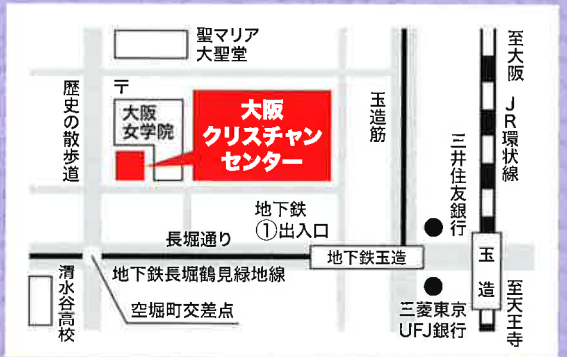 聖マリア
大聖堂
至大阪
JR環状線
〒
大阪
女学院
大阪
クリスチャン
センター
歴史の散歩道
玉造筋
三井住友銀行
地下鉄
①出入口
長堀通り
地下鉄玉造
玉造
地下鉄長堀鶴見緑地線
渭水谷高校
空堀町交差点
三菱東京
UFJ銀行
至天王寺